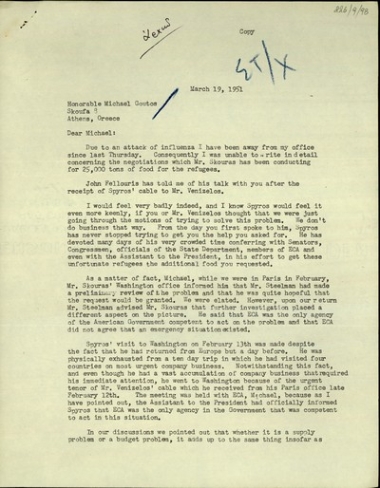 Copy
March 19, 1951
Honorable Michael Goutos
Skoufa 8
Athens, Greece
Dear Michael:
Due to an attack of influenza I have been away from my office
since last Thursday. Consequently I was unable to write in detail
concerning the negotiations which Mr. Skouras has been conducting
for 25,000 tons of food for the refugees.
John Pellouris has told me of his talk with you after the
receipt of Spyros' cable to Mr. Venizelos.
I would feel very badly indeed, and I know Spyros would feel it
even more keenly, if you or Mr. Venizelos thought that we were just
going through the motions of trying to solve this problem. We don't
do business that way. From the day you first spoke to him, Spyros
has never stopped trying to get you the help you asked for. He has
devoted many days of his very crowded time conferring with Senators,
Congressmen, officials of the State Department, members of ECA and
even with the Assistant to the President, in his effort to get these
unfortunate refugees the additional food you requested.
As a matter of fact, Michael, while we were in Paris in February,
Mr. Skouras' Washington office informed him that Mr. Steelman had made
a preliminary review of the problem and that he was quite hopeful that
the request would be granted. We were elated. However, upon our return
Mr. Steelman advised Mr. Skouras that further investigation placed a
different aspect on the picture. He said that ECA was the only agency
of the American Government competent to act on the problem and that ECA
did not agree that an emergency situation existed.
Spyros' visit to Washington on February 13th was made despite
the fact that he had returned from Europe but a day before. He was
physically exhausted from a ten day trip in which he had visited four
countries on most urgent company business. Notwithstanding this fact,
and even though he had a vast accumulation of company business that required
his immediate attention, he went to Washington because of the urgent
tenor of Mr. Venizelos' cable which he received from his Paris office late
February 12th. The meeting was held with ECA, Michael, because as I
have pointed out, the Assistant to the President had officially informed
Spyros that ECA was the only agency in the Government that was competent
to act in this situation.
In our discussions we pointed out that whether it is a supply
problem or a budget problem, it adds up to the same thing insofar as